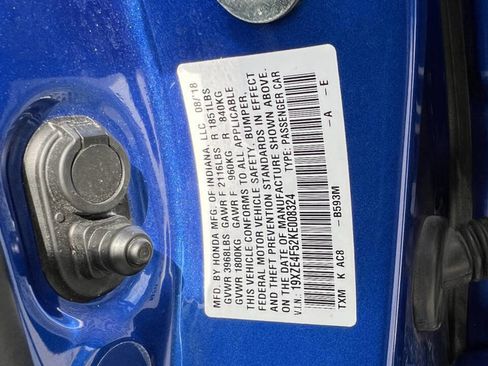 MFD. BY HONDA MFG. OF INDIANA, LLC 08/18
GVWR 3968LBS GAWR F 2116LBS R 1851LBS
GVWR 1800KG GAWR F 960KG R 840KG
THIS VEHICLE CONFORMS TO ALL APPLICABLE
FEDERAL MOTOR VEHICLE SAFETY, BUMPER,
AND THEFT PREVENTION STANDARDS IN EFFECT
ON THE DATE OF MANUFACTURE SHOWN ABOVE.
V.I.N.: 19XZE4F52KE008324 TYPE: PASSENGER CAR
TXM K AC8 -B593M -A E